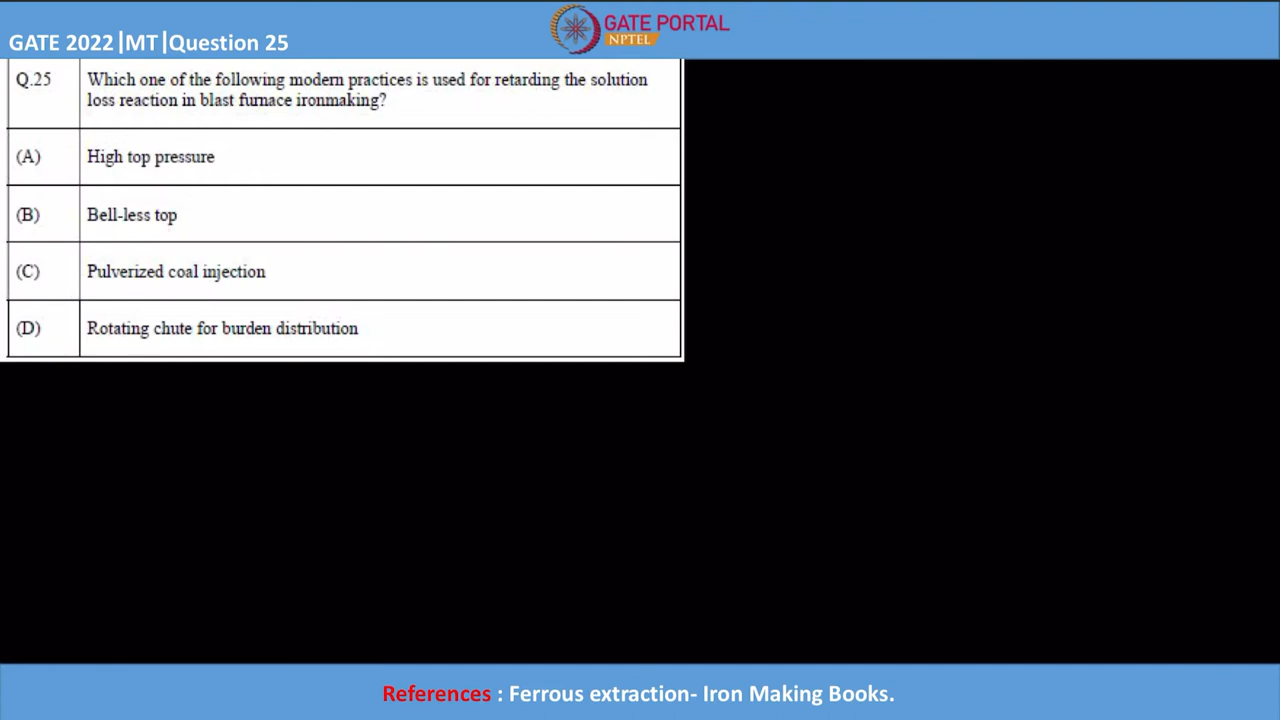 GATE PORTAL
NPTEL
GATE 2022|MT|Question 25
Q.25 Which one of the following modern practices is used for retarding the solution
loss reaction in blast furnace ironmaking?
(A) High top pressure
(B) Bell-less top
(C) Pulverized coal injection
(D) Rotating chute for burden distribution
References : Ferrous extraction- Iron Making Books.